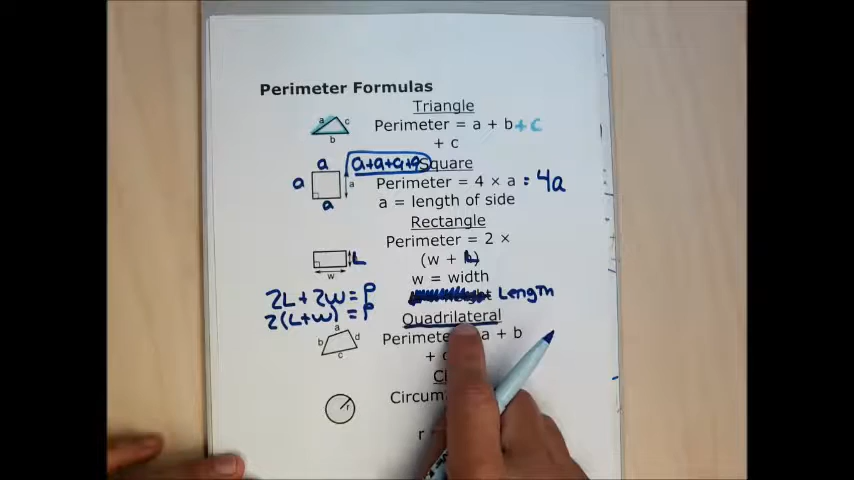 Perimeter Formulas
Triangle
a c
b
Perimeter = a + b + c
+ c
a
a+a+a+a
Square
a
a
a
Perimeter = 4 × a = 4a
a = length of side
Rectangle
Perimeter = 2 ×
L
(w + L)
w
w = width
2L + 2W = P
Length
2(L+W) = P
Quadrilateral
a
b d
c
Perimeter a + b
+
r
Circum
r